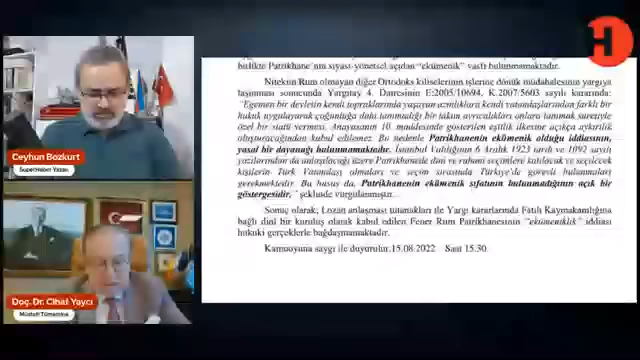 birlikte Patrikhane'nin siyasi-yönetsel açıdan "ekümenik" vasfı bulunmamaktadır.
Nitekim Rum olmayan diğer Ortodoks kiliselerinin işlerine dönük müdahalesinin yargıya
taşınması sonucunda Yargıtay 4. Dairesinin E:2005/10694, K.2007/5603 sayılı kararında:
"Egemen bir devletin kendi topraklarında yaşayan azınlıklara kendi vatandaşlarından farklı bir
hukuk uygulayarak çoğunluğa dahi tanımadığı bir takım ayrıcalıkları onlara tanımak suretiyle
özel bir statü vermesi, Anayasanın 10. maddesinde gösterilen eşitlik ilkesine açıkça aykırılık
oluşturacağından kabul edilemez. Bu nedenle Patrikhanenin ekümenik olduğu iddiasının,
yasal bir dayanağı bulunmamaktadır. İstanbul Valiliğinin 6 Aralık 1923 tarih ve 1092 sayılı
yazılarından da anlaşılacağı üzere Patrikhanede dini ve ruhani seçimlere katılacak ve seçilecek
kişilerin Türk Vatandaşı olmaları ve seçim sırasında Türkiye'de görevli bulunmaları
gerekmektedir. Bu husus da, Patrikhanenin ekümenik sıfatının bulunmadığının açık bir
göstergesidir," şeklinde vurgulanmıştır.
Sonuç olarak, Lozan anlaşması tutanakları ile Yargı kararlarında Fatih Kaymakamlığına
bağlı dini bir kuruluş olarak kabul edilen Fener Rum Patrikhanesinin "ekümeniklik" iddiası
hukuki gerçeklerle bağdaşmamaktadır.
Kamuoyuna saygı ile duyurulur.15.08.2022 Saat 15.30.
Ceyhun Bozkurt
SuperHaber Yazarı
Doç. Dr. Cihat Yaycı
Müstafi Tümamiral